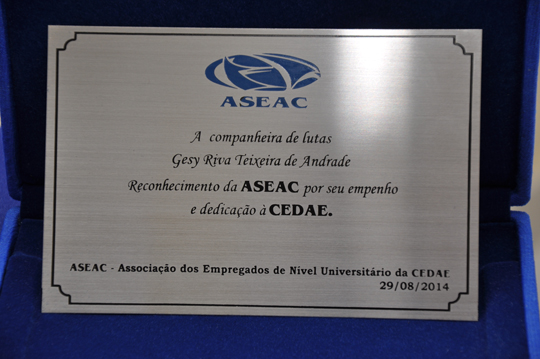 ASEAC
A companheira de lutas
Gesy Riva Teixeira de Andrade
Reconhecimento da ASEAC por seu empenho
e dedicação à CEDAE.
ASEAC - Associação dos Empregados de Nivel Universitário da CEDAE
29/08/2014